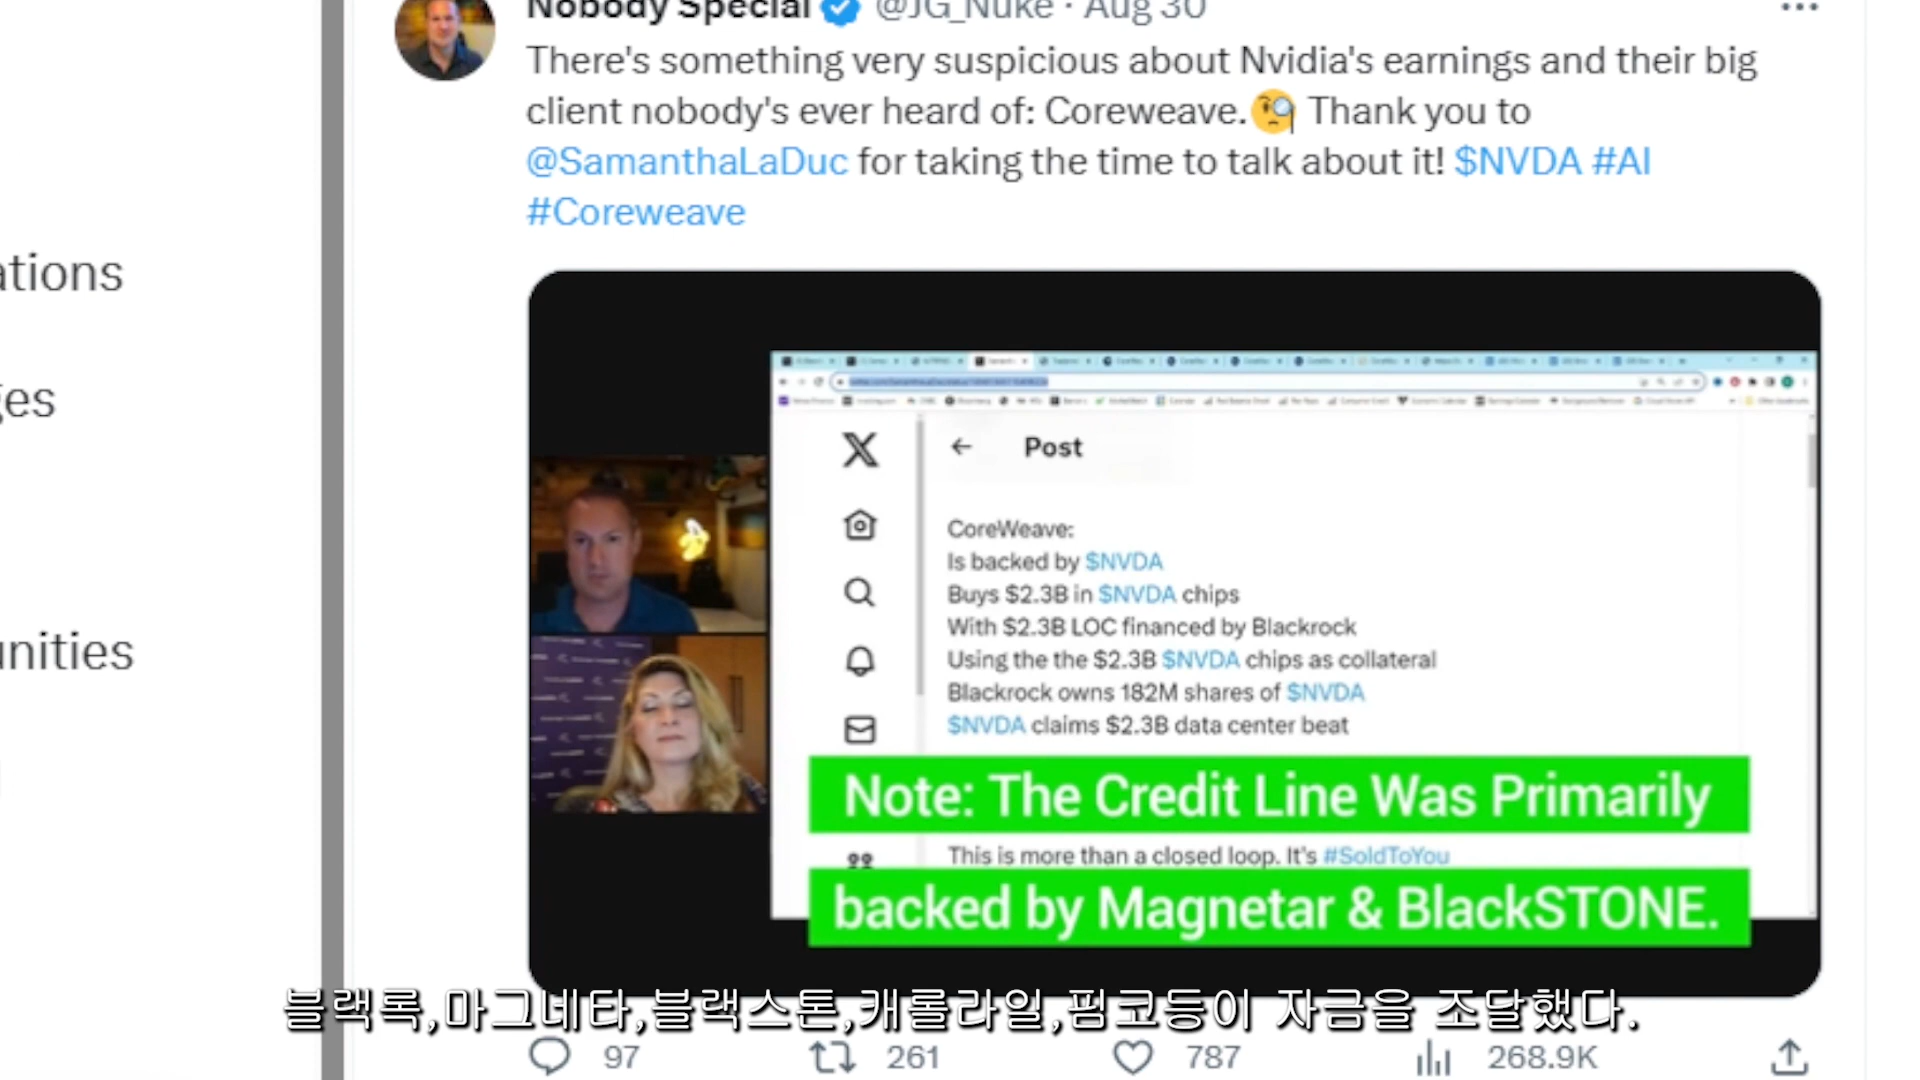 Nobody Special @JG_Nuke · Aug 30
There's something very suspicious about Nvidia's earnings and their big
client nobody's ever heard of: Coreweave. Thank you to
@SamanthaLaDuc for taking the time to talk about it! $NVDA #AI
#Coreweave
ations
ges
unities
Post
CoreWeave:
Is backed by $NVDA
Buys $2.3B in $NVDA chips
With $2.3B LOC financed by Blackrock
Using the the $2.3B $NVDA chips as collateral
Blackrock owns 182M shares of $NVDA
$NVDA claims $2.3B data center beat
Note: The Credit Line Was Primarily
This is more than a closed loop. It's #SoldToYou
backed by Magnetar & BlackSTONE.
블랙록,마그네타,블랙스톤,캐롤라일,핌코등이 자금을 조달했다.
97 261 787 268.9K